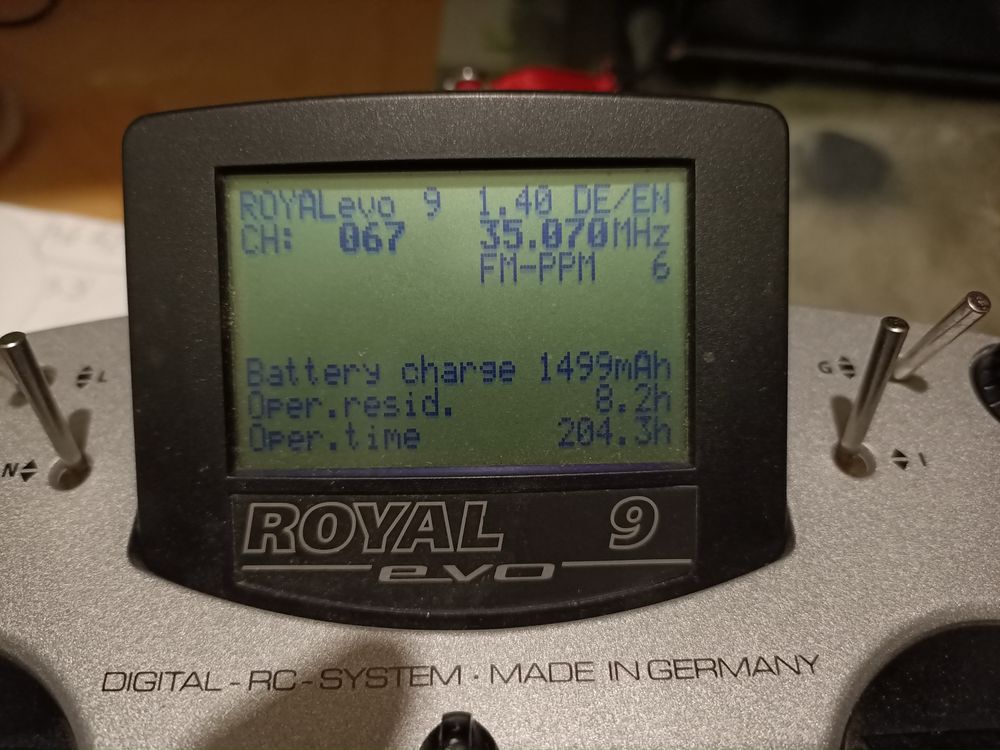 ROYALevo 9 1.40 DE/EN
CH: 067 35.070MHz
FM-PPM 6
Battery charge 1499mAh
Oper.resid. 8.2h
Oper.time 204.3h
L
G
N
I
ROYAL 9
evo
DIGITAL - RC - SYSTEM · MADE IN GERMANY